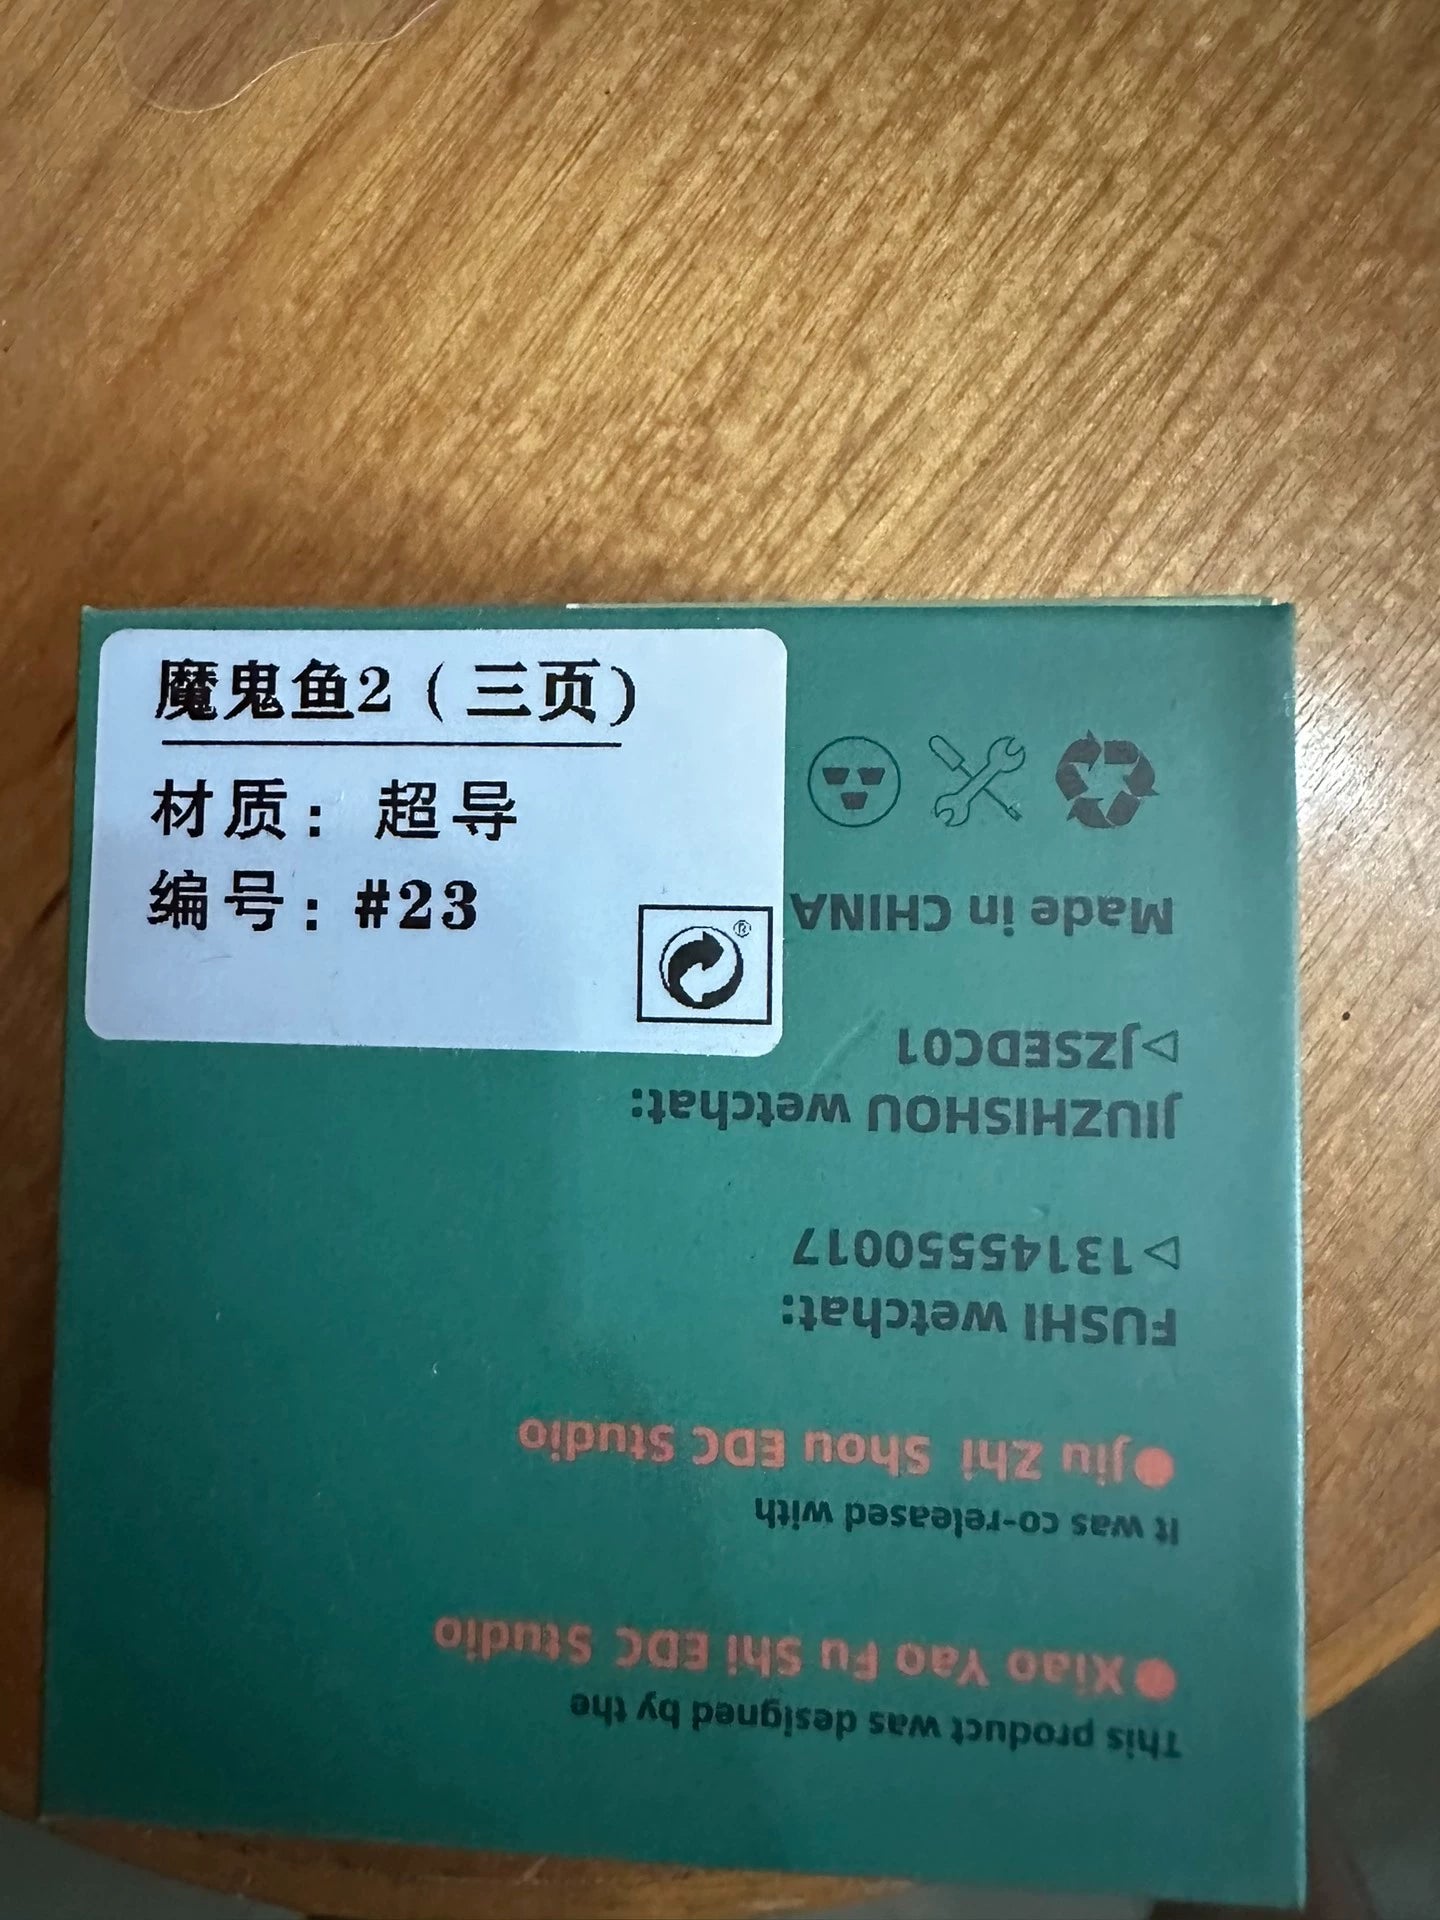 魔鬼鱼2（三页）
材质：超导
编号：#23
®
This product was designed by the
●Xiao Yao Fu Shi EDC Studio
It was co-released with
●Jiu Zhi Shou EDC Studio
FUSHI wetchat:
▷1314550017
JIUZHISHOU wetchat:
▷JZSEDC01
Made in CHINA